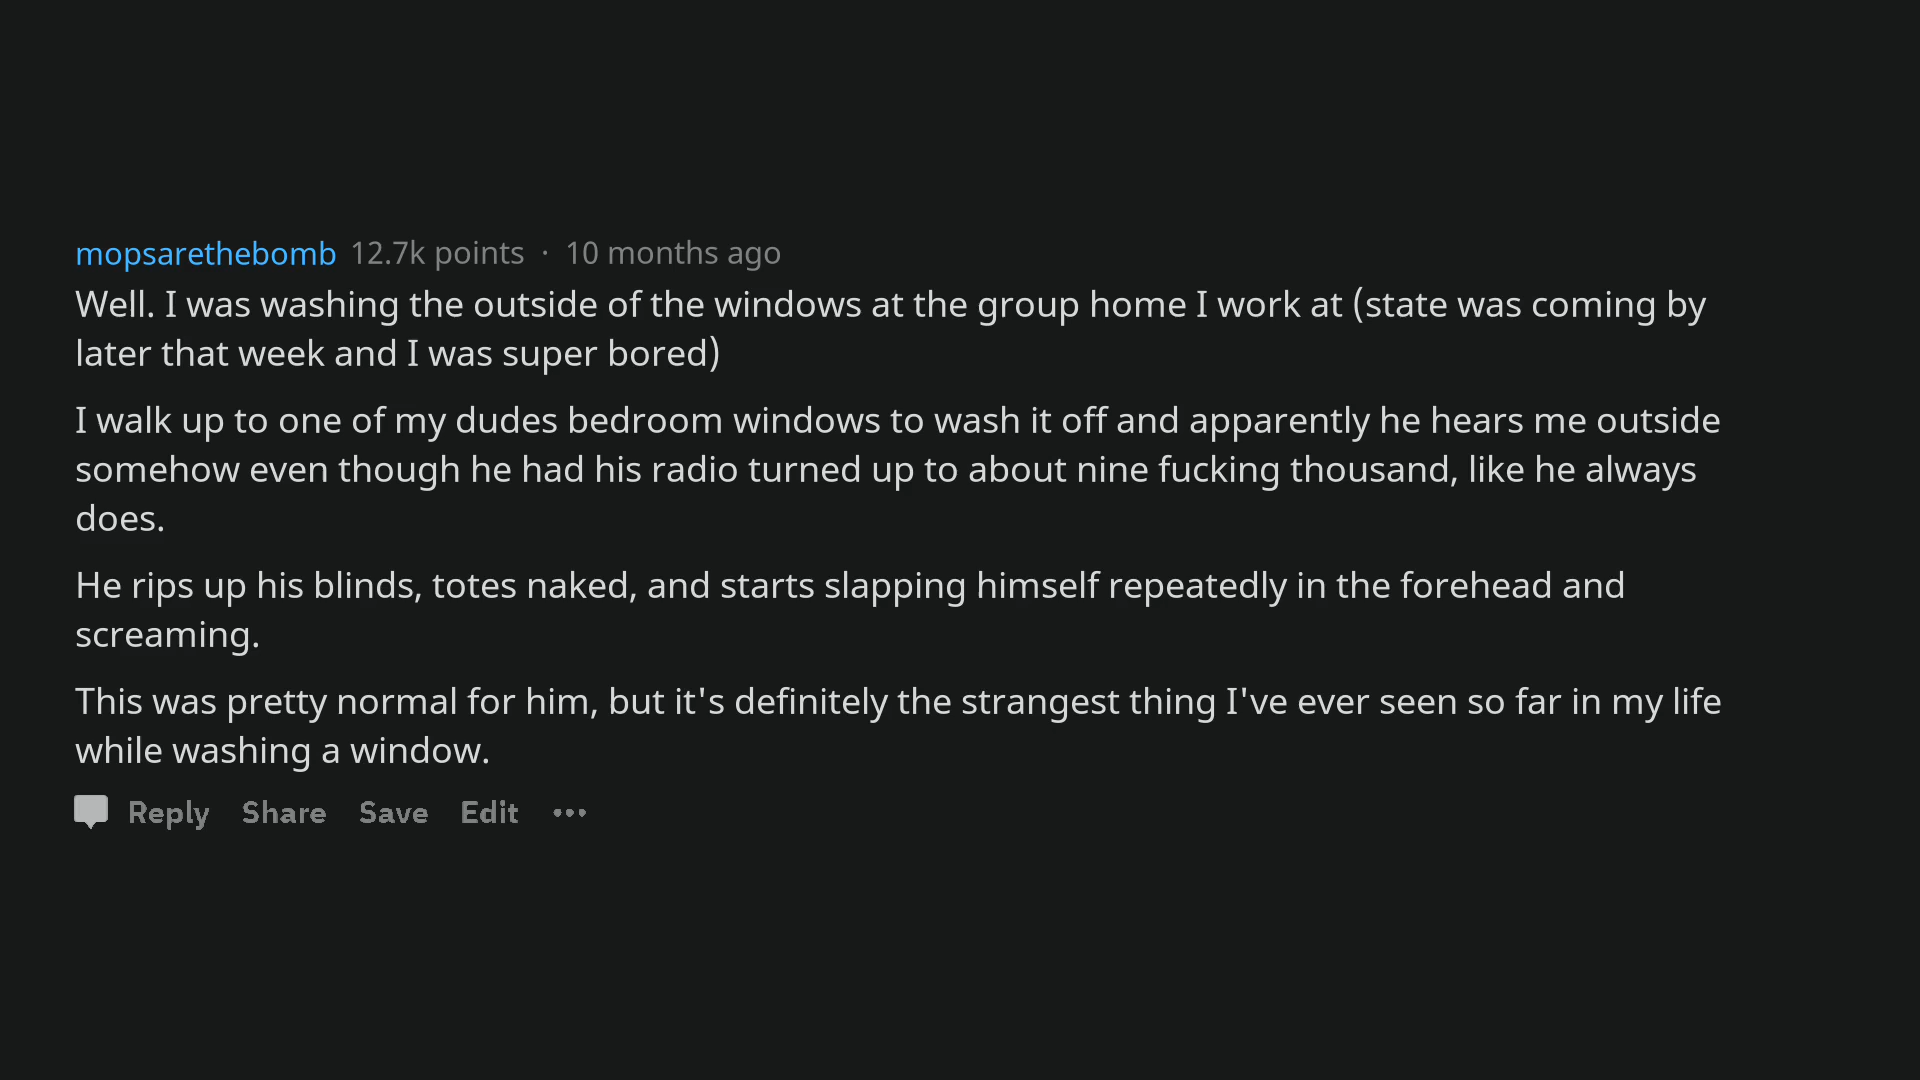 mopsarethebomb 12.7k points · 10 months ago
Well. I was washing the outside of the windows at the group home I work at (state was coming by
later that week and I was super bored)
I walk up to one of my dudes bedroom windows to wash it off and apparently he hears me outside
somehow even though he had his radio turned up to about nine fucking thousand, like he always
does.
He rips up his blinds, totes naked, and starts slapping himself repeatedly in the forehead and
screaming.
This was pretty normal for him, but it's definitely the strangest thing I've ever seen so far in my life
while washing a window.
Reply Share Save Edit •••